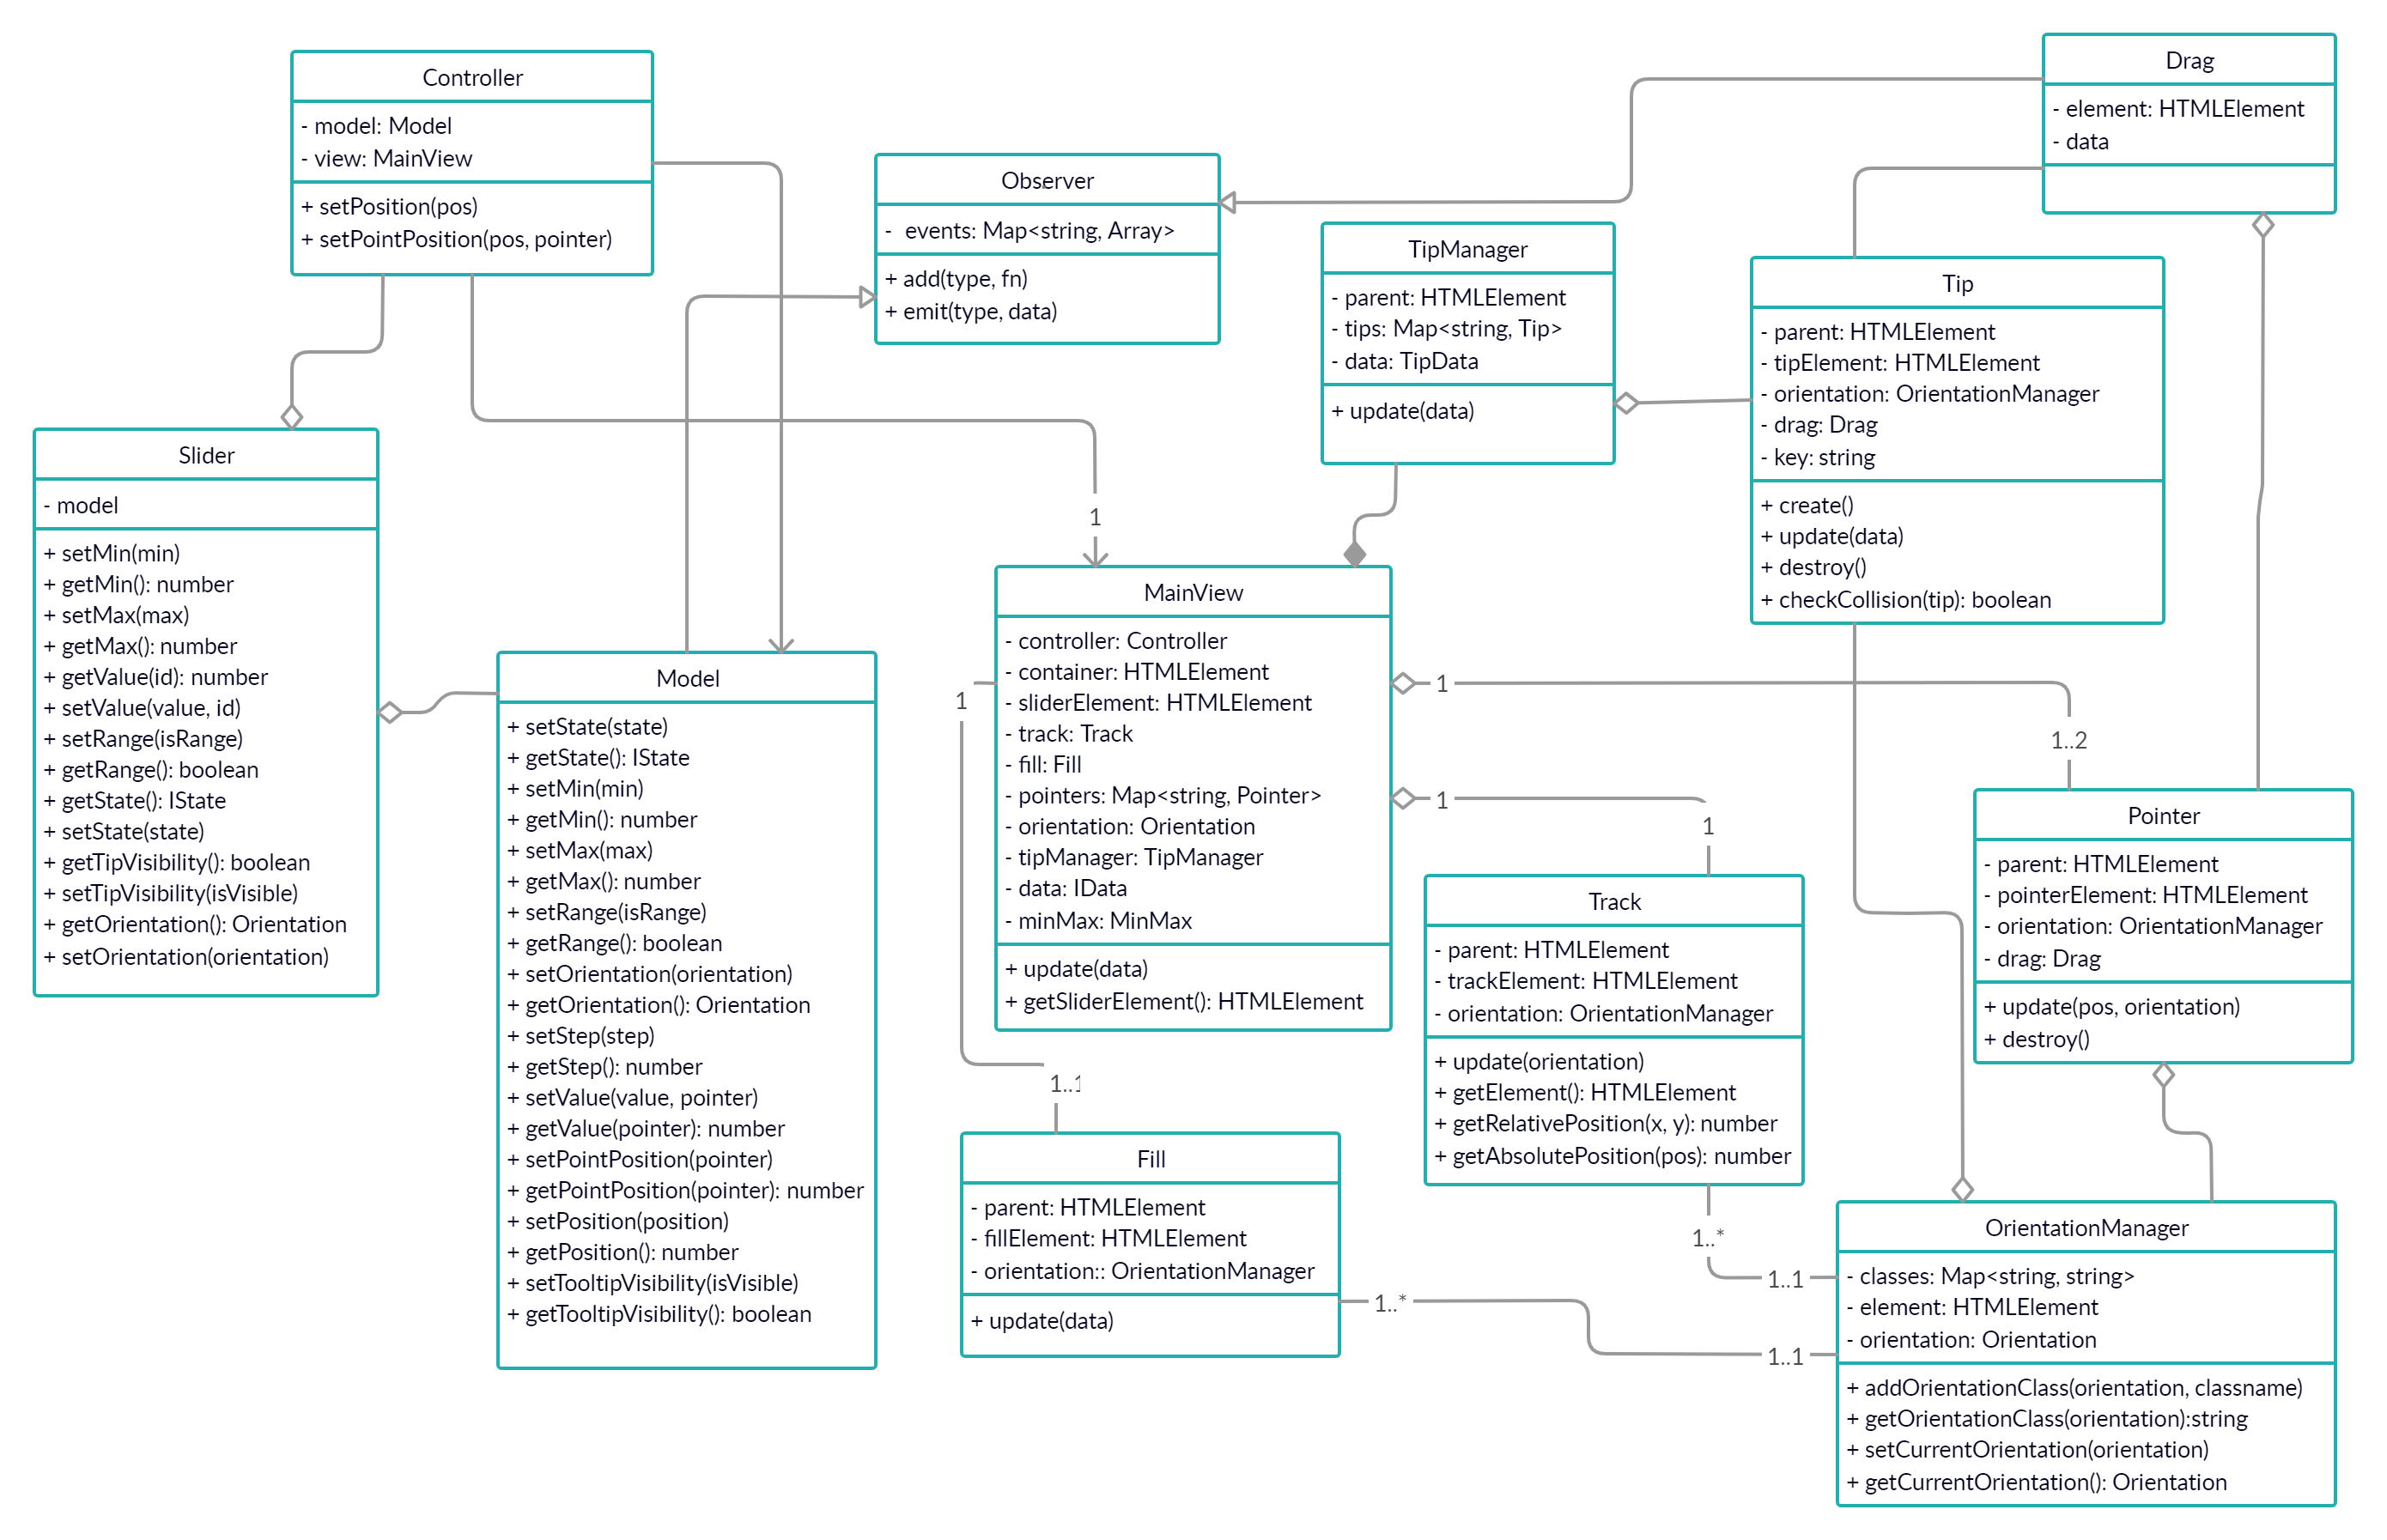 Controller
- model: Model
- view: MainView
+ setPosition(pos)
+ setPointPosition(pos, pointer)
Observer
- events: Map<string, Array>
+ add(type, fn)
+ emit(type, data)
Drag
- element: HTMLElement
- data
TipManager
- parent: HTMLElement
- tips: Map<string, Tip>
- data: TipData
+ update(data)
Tip
- parent: HTMLElement
- tipElement: HTMLElement
- orientation: OrientationManager
- drag: Drag
- key: string
+ create()
+ update(data)
+ destroy()
+ checkCollision(tip): boolean
Slider
- model
+ setMin(min)
+ getMin(): number
+ setMax(max)
+ getMax(): number
+ getValue(id): number
+ setValue(value, id)
+ setRange(isRange)
+ getRange(): boolean
+ getState(): IState
+ setState(state)
+ getTipVisibility(): boolean
+ setTipVisibility(isVisible)
+ getOrientation(): Orientation
+ setOrientation(orientation)
Model
+ setState(state)
+ getState(): IState
+ setMin(min)
+ getMin(): number
+ setMax(max)
+ getMax(): number
+ setRange(isRange)
+ getRange(): boolean
+ setOrientation(orientation)
+ getOrientation(): Orientation
+ setStep(step)
+ getStep(): number
+ setValue(value, pointer)
+ getValue(pointer): number
+ setPointPosition(pointer)
+ getPointPosition(pointer): number
+ setPosition(position)
+ getPosition(): number
+ setTooltipVisibility(isVisible)
+ getTooltipVisibility(): boolean
1
MainView
- controller: Controller
- container: HTMLElement
- sliderElement: HTMLElement
- track: Track
- fill: Fill
- pointers: Map<string, Pointer>
- orientation: Orientation
- tipManager: TipManager
- data: IData
- minMax: MinMax
+ update(data)
+ getSliderElement(): HTMLElement
1
1..1
1
1..2
1
1
Pointer
- parent: HTMLElement
- pointerElement: HTMLElement
- orientation: OrientationManager
- drag: Drag
+ update(pos, orientation)
+ destroy()
Track
- parent: HTMLElement
- trackElement: HTMLElement
- orientation: OrientationManager
+ update(orientation)
+ getElement(): HTMLElement
+ getRelativePosition(x, y): number
+ getAbsolutePosition(pos): number
Fill
- parent: HTMLElement
- fillElement: HTMLElement
- orientation:: OrientationManager
+ update(data)
1..*
1..1
1..*
1..1
OrientationManager
- classes: Map<string, string>
- element: HTMLElement
- orientation: Orientation
+ addOrientationClass(orientation, classname)
+ getOrientationClass(orientation):string
+ setCurrentOrientation(orientation)
+ getCurrentOrientation(): Orientation